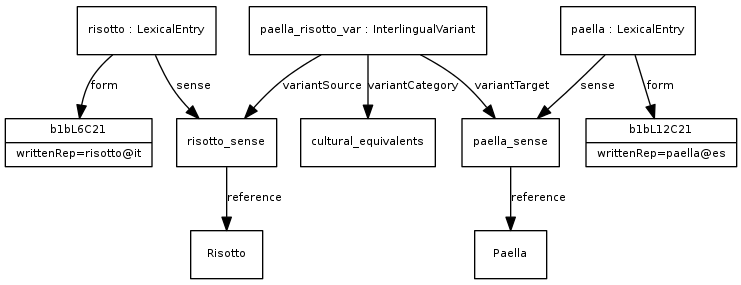 risotto : LexicalEntry
paella_risotto_var : InterlingualVariant
paella : LexicalEntry
form
sense
variantSource
variantCategory
variantTarget
sense
form
b1bL6C21
writtenRep=risotto@it
risotto_sense
cultural_equivalents
paella_sense
b1bL12C21
writtenRep=paella@es
reference
reference
Risotto
Paella